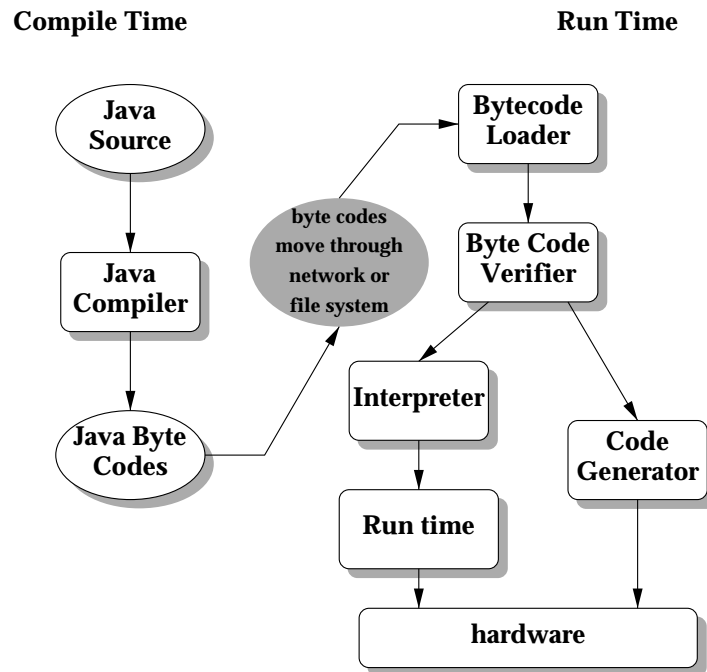 Compile Time
Run Time
Java
Source
Java
Compiler
Java Byte
Codes
byte codes
move through
network or
file system
Bytecode
Loader
Byte Code
Verifier
Interpreter
Code
Generator
Run time
hardware